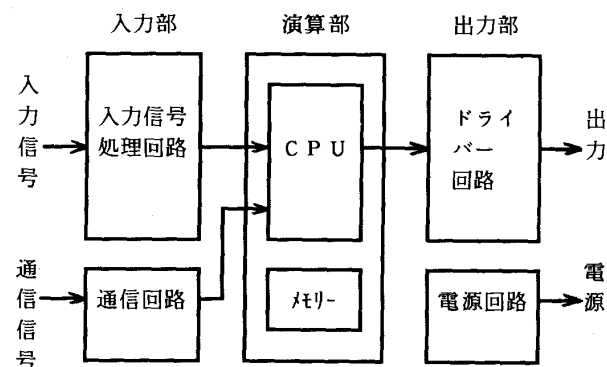 入力部
演算部
出力部
入力信号
入力信号
処理回路
CPU
ドライ
バー
回路
出力
通信信号
通信回路
メモリー
電源回路
電源